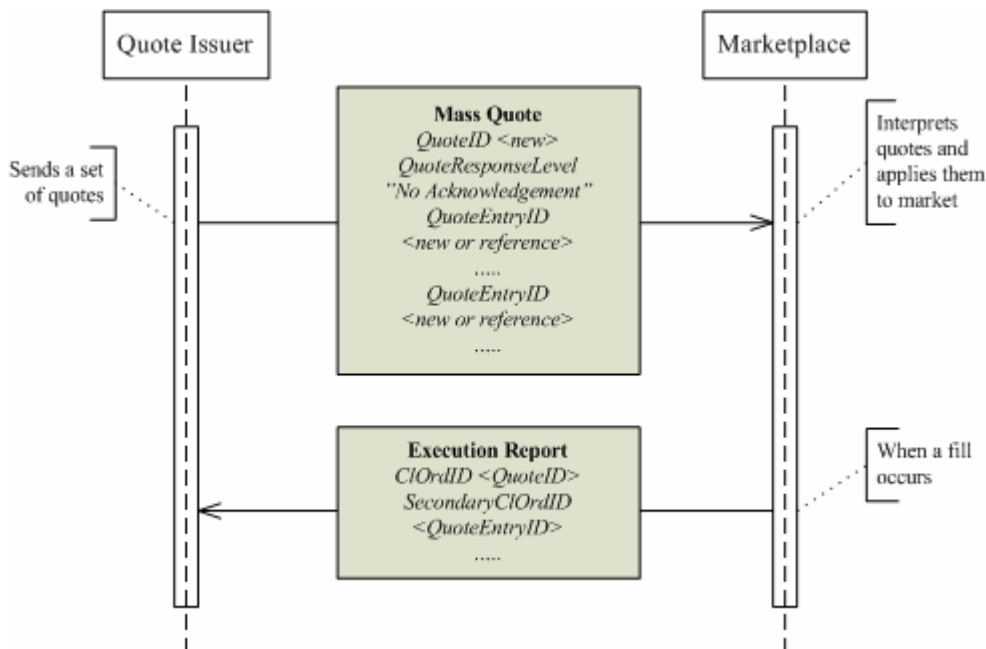 Quote Issuer
Marketplace
Mass Quote
QuoteID <new>
QuoteResponseLevel
"No Acknowledgement"
QuoteEntryID
<new or reference>
.....
QuoteEntryID
<new or reference>
.....
Sends a set
of quotes
Interprets
quotes and
applies them
to market
Execution Report
ClOrdID <QuoteID>
SecondaryClOrdID
<QuoteEntryID>
.....
When a fill
occurs